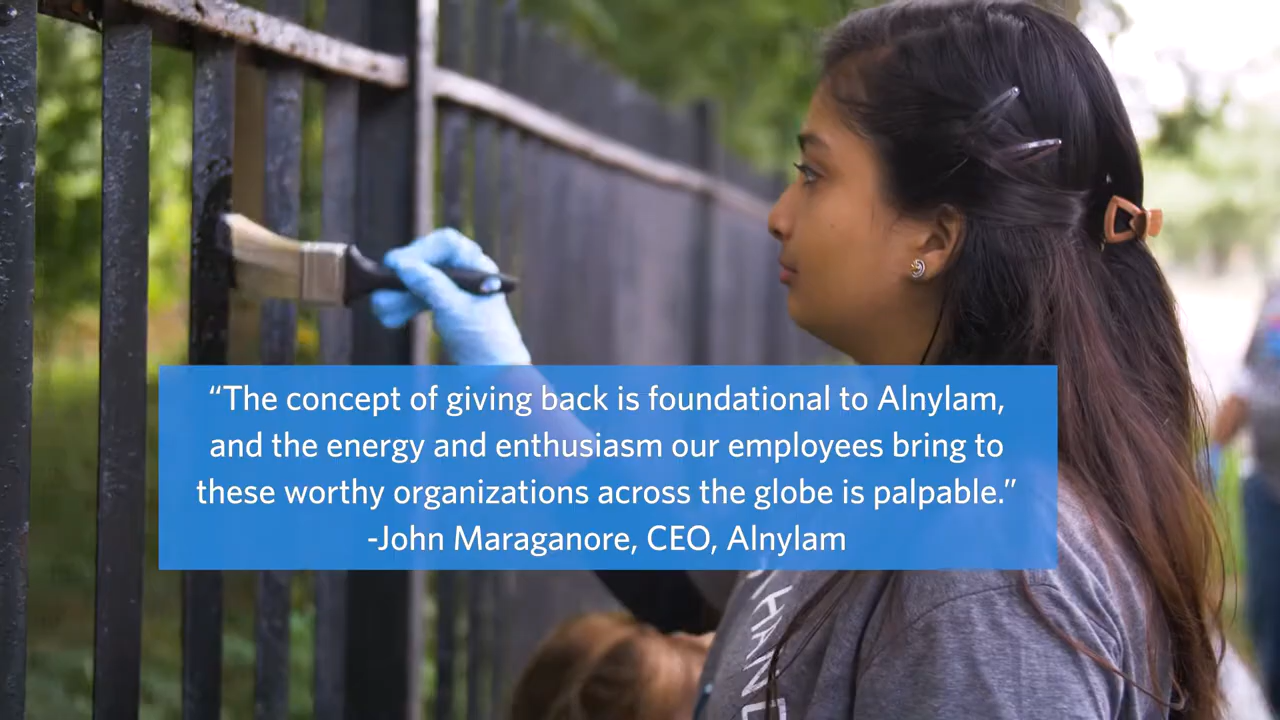 “The concept of giving back is foundational to Alnylam,
and the energy and enthusiasm our employees bring to
these worthy organizations across the globe is palpable.”
-John Maraganore, CEO, Alnylam
HAND